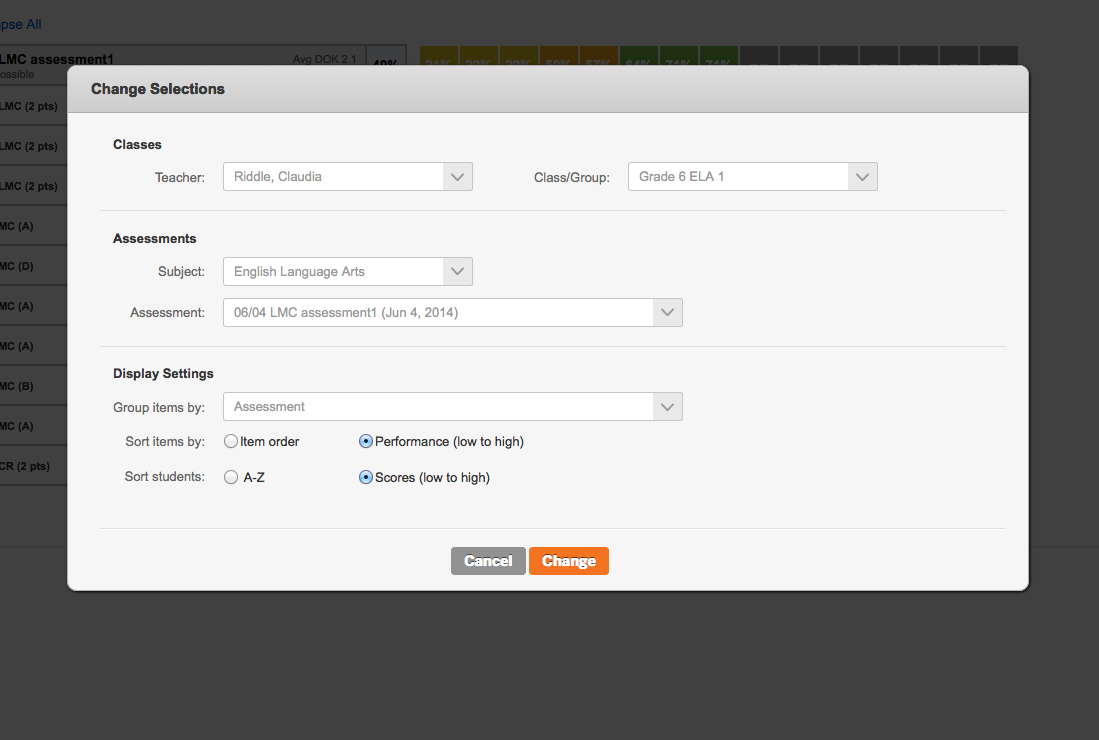 pse All
LMC assessment1
Avg DOK 2.1
ossible
Change Selections
LMC (2 pts)
LMC (2 pts)
LMC (2 pts)
MC (A)
MC (D)
MC (A)
MC (A)
MC (B)
MC (A)
CR (2 pts)
Classes
Teacher: Riddle, Claudia Class/Group: Grade 6 ELA 1
Assessments
Subject: English Language Arts
Assessment: 06/04 LMC assessment1 (Jun 4, 2014)
Display Settings
Group items by: Assessment
Sort items by: Item order Performance (low to high)
Sort students: A-Z Scores (low to high)
Cancel Change